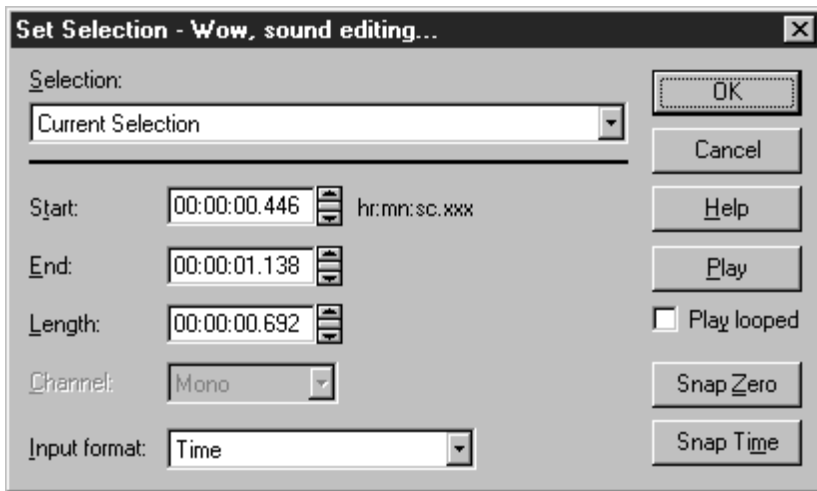 Set Selection - Wow, sound editing...
Selection:
Current Selection
OK
Cancel
Start: 00:00:00.446 hr:mn:sc.xxx
Help
End: 00:00:01.138
Play
Length: 00:00:00.692
Play looped
Channel: Mono
Snap Zero
Input format: Time
Snap Time